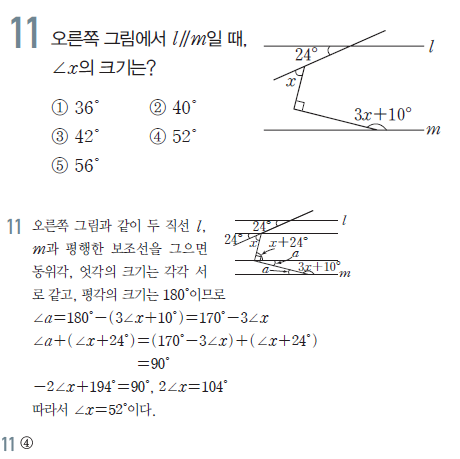 11 오른쪽 그림에서 l∥m일 때,
∠x의 크기는?
① 36° ② 40°
③ 42° ④ 52°
⑤ 56°
24°
l
x
3x+10°
m
11 오른쪽 그림과 같이 두 직선 l,
m과 평행한 보조선을 그으면
동위각, 엇각의 크기는 각각 서
로 같고, 평각의 크기는 180°이므로
24°
l
24°
x
x+24°
a
a
3x+10°
m
∠a=180°-(3∠x+10°)=170°-3∠x
∠a+(∠x+24°)=(170°-3∠x)+(∠x+24°)
=90°
-2∠x+194°=90°, 2∠x=104°
따라서 ∠x=52°이다.
11 ④